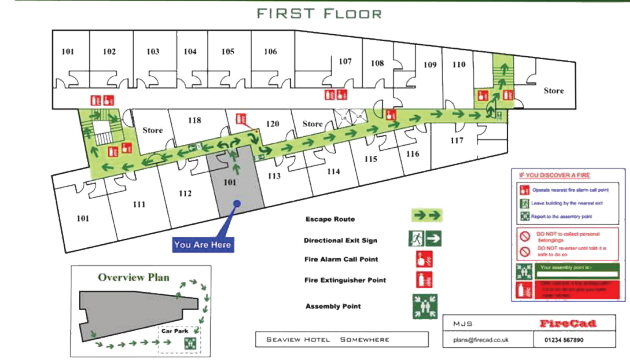 FIRST FLOOR
101 102 103 104 105 106
107 108 109 110
Store
Store 118 120 Store
117
116
115
114
113
101
112
111
101
You Are Here
Escape Route
Directional Exit Sign
Fire Alarm Call Point
Fire Extinguisher Point
Assembly Point
Overview Plan
Car Park
IF YOU DISCOVER A FIRE
Operate nearest fire alarm call point
Leave building by the nearest exit
Report to the assembly point
DO NOT to collect personal
belongings
DO NOT re-enter until told it is
safe to do so
Your assembly point is:
SEAVIEW HOTEL SOMEWHERE
MJS
FireCad
plans@firecad.co.uk
01234 567890